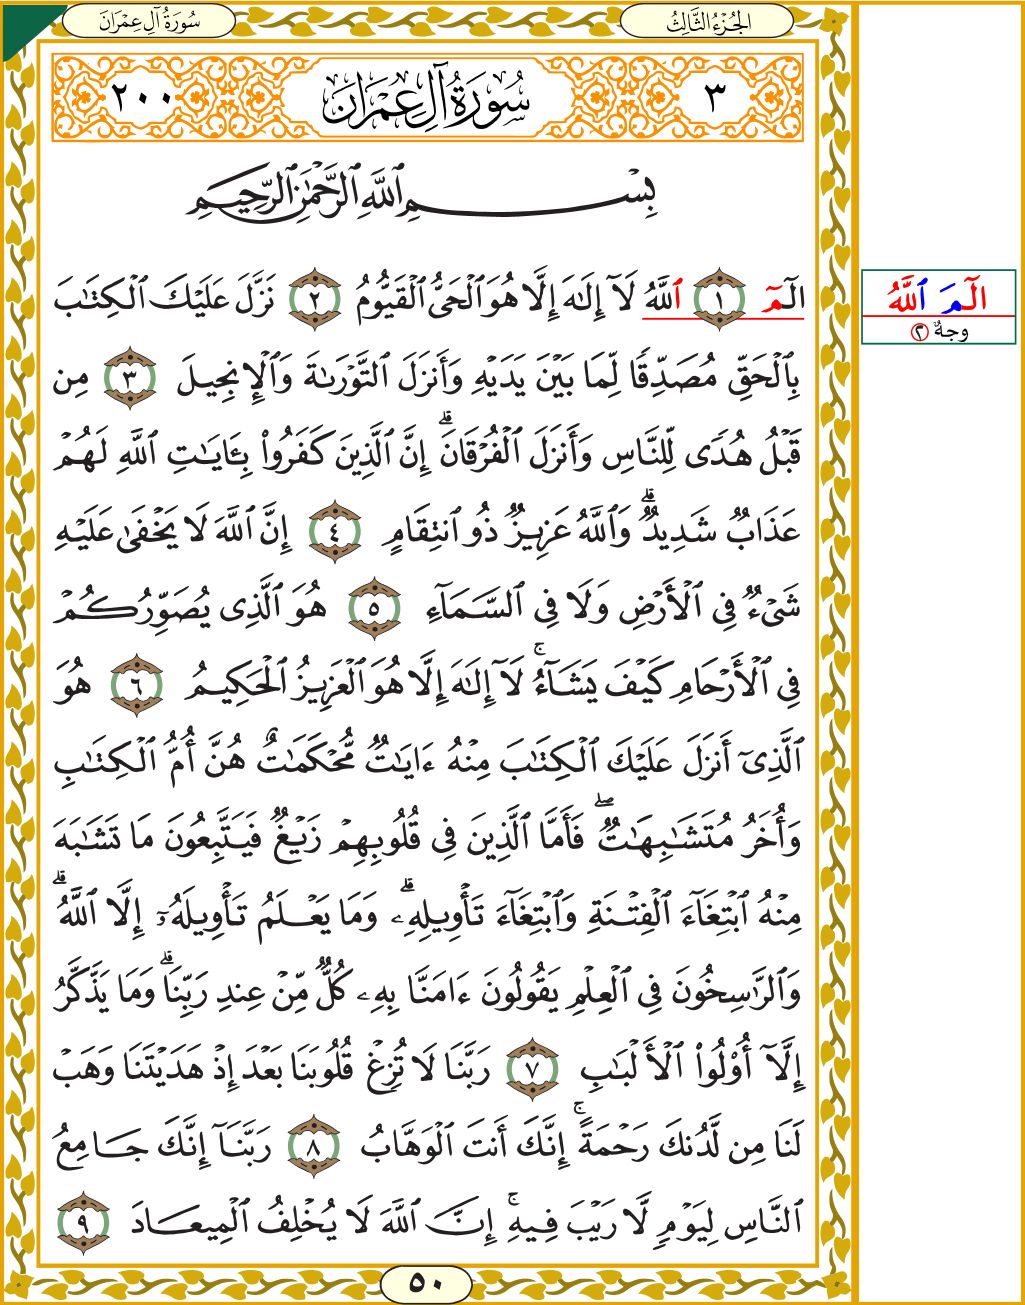 الجُزْءُ الثَّالِثُ
سُورَةُ آلِ عِمْرَان
٣
سُورَةُ آلِ عِمْرَان
٢٠٠
بِسْمِ ٱللَّهِ ٱلرَّحْمَٰنِ ٱلرَّحِيمِ
الٓمٓ ١ ٱللَّهُ لَآ إِلَٰهَ إِلَّا هُوَ ٱلْحَيُّ ٱلْقَيُّومُ ٢ نَزَّلَ عَلَيْكَ ٱلْكِتَٰبَ
بِٱلْحَقِّ مُصَدِّقًا لِّمَا بَيْنَ يَدَيْهِ وَأَنزَلَ ٱلتَّوْرَىٰةَ وَٱلْإِنجِيلَ ٣ مِن
قَبْلُ هُدًى لِّلنَّاسِ وَأَنزَلَ ٱلْفُرْقَانَ ۗ إِنَّ ٱلَّذِينَ كَفَرُوا۟ بِـَٔايَٰتِ ٱللَّهِ لَهُمْ
عَذَابٌ شَدِيدٌ ۗ وَٱللَّهُ عَزِيزٌ ذُو ٱنتِقَامٍ ٤ إِنَّ ٱللَّهَ لَا يَخْفَىٰ عَلَيْهِ
شَىْءٌ فِى ٱلْأَرْضِ وَلَا فِى ٱلسَّمَآءِ ٥ هُوَ ٱلَّذِى يُصَوِّرُكُمْ
فِى ٱلْأَرْحَامِ كَيْفَ يَشَآءُ ۚ لَآ إِلَٰهَ إِلَّا هُوَ ٱلْعَزِيزُ ٱلْحَكِيمُ ٦ هُوَ
ٱلَّذِىٓ أَنزَلَ عَلَيْكَ ٱلْكِتَٰبَ مِنْهُ ءَايَٰتٌ مُّحْكَمَٰتٌ هُنَّ أُمُّ ٱلْكِتَٰبِ
وَأُخَرُ مُتَشَٰبِهَٰتٌ ۖ فَأَمَّا ٱلَّذِينَ فِى قُلُوبِهِمْ زَيْغٌ فَيَتَّبِعُونَ مَا تَشَٰبَهَ
مِنْهُ ٱبْتِغَآءَ ٱلْفِتْنَةِ وَٱبْتِغَآءَ تَأْوِيلِهِۦ ۗ وَمَا يَعْلَمُ تَأْوِيلَهُۥٓ إِلَّا ٱللَّهُ ۗ
وَٱلرَّٰسِخُونَ فِى ٱلْعِلْمِ يَقُولُونَ ءَامَنَّا بِهِۦ كُلٌّ مِّنْ عِندِ رَبِّنَا ۗ وَمَا يَذَّكَّرُ
إِلَّآ أُو۟لُوا۟ ٱلْأَلْبَٰبِ ٧ رَبَّنَا لَا تُزِغْ قُلُوبَنَا بَعْدَ إِذْ هَدَيْتَنَا وَهَبْ
لَنَا مِن لَّدُنكَ رَحْمَةً ۚ إِنَّكَ أَنتَ ٱلْوَهَّابُ ٨ رَبَّنَآ إِنَّكَ جَامِعُ
ٱلنَّاسِ لِيَوْمٍ لَّا رَيْبَ فِيهِ ۚ إِنَّ ٱللَّهَ لَا يُخْلِفُ ٱلْمِيعَادَ ٩
٥٠
الٓمَ ٱللَّهُ
وجهٌ ٢